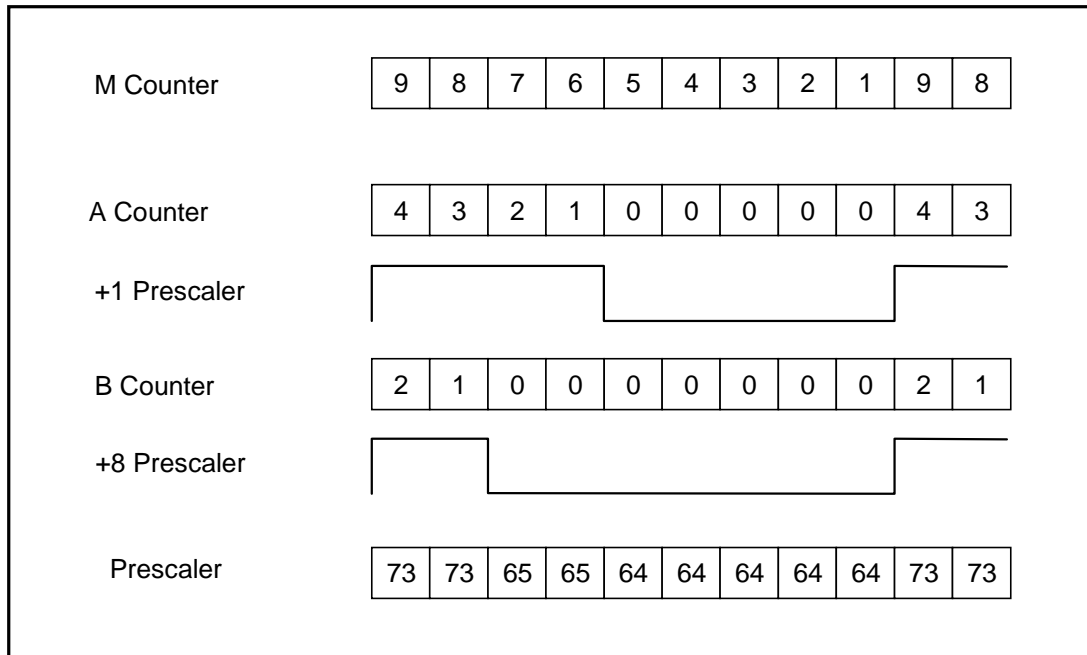 M Counter 9 8 7 6 5 4 3 2 1 9 8
A Counter 4 3 2 1 0 0 0 0 0 4 3
+1 Prescaler
B Counter 2 1 0 0 0 0 0 0 0 2 1
+8 Prescaler
Prescaler 73 73 65 65 64 64 64 64 64 73 73